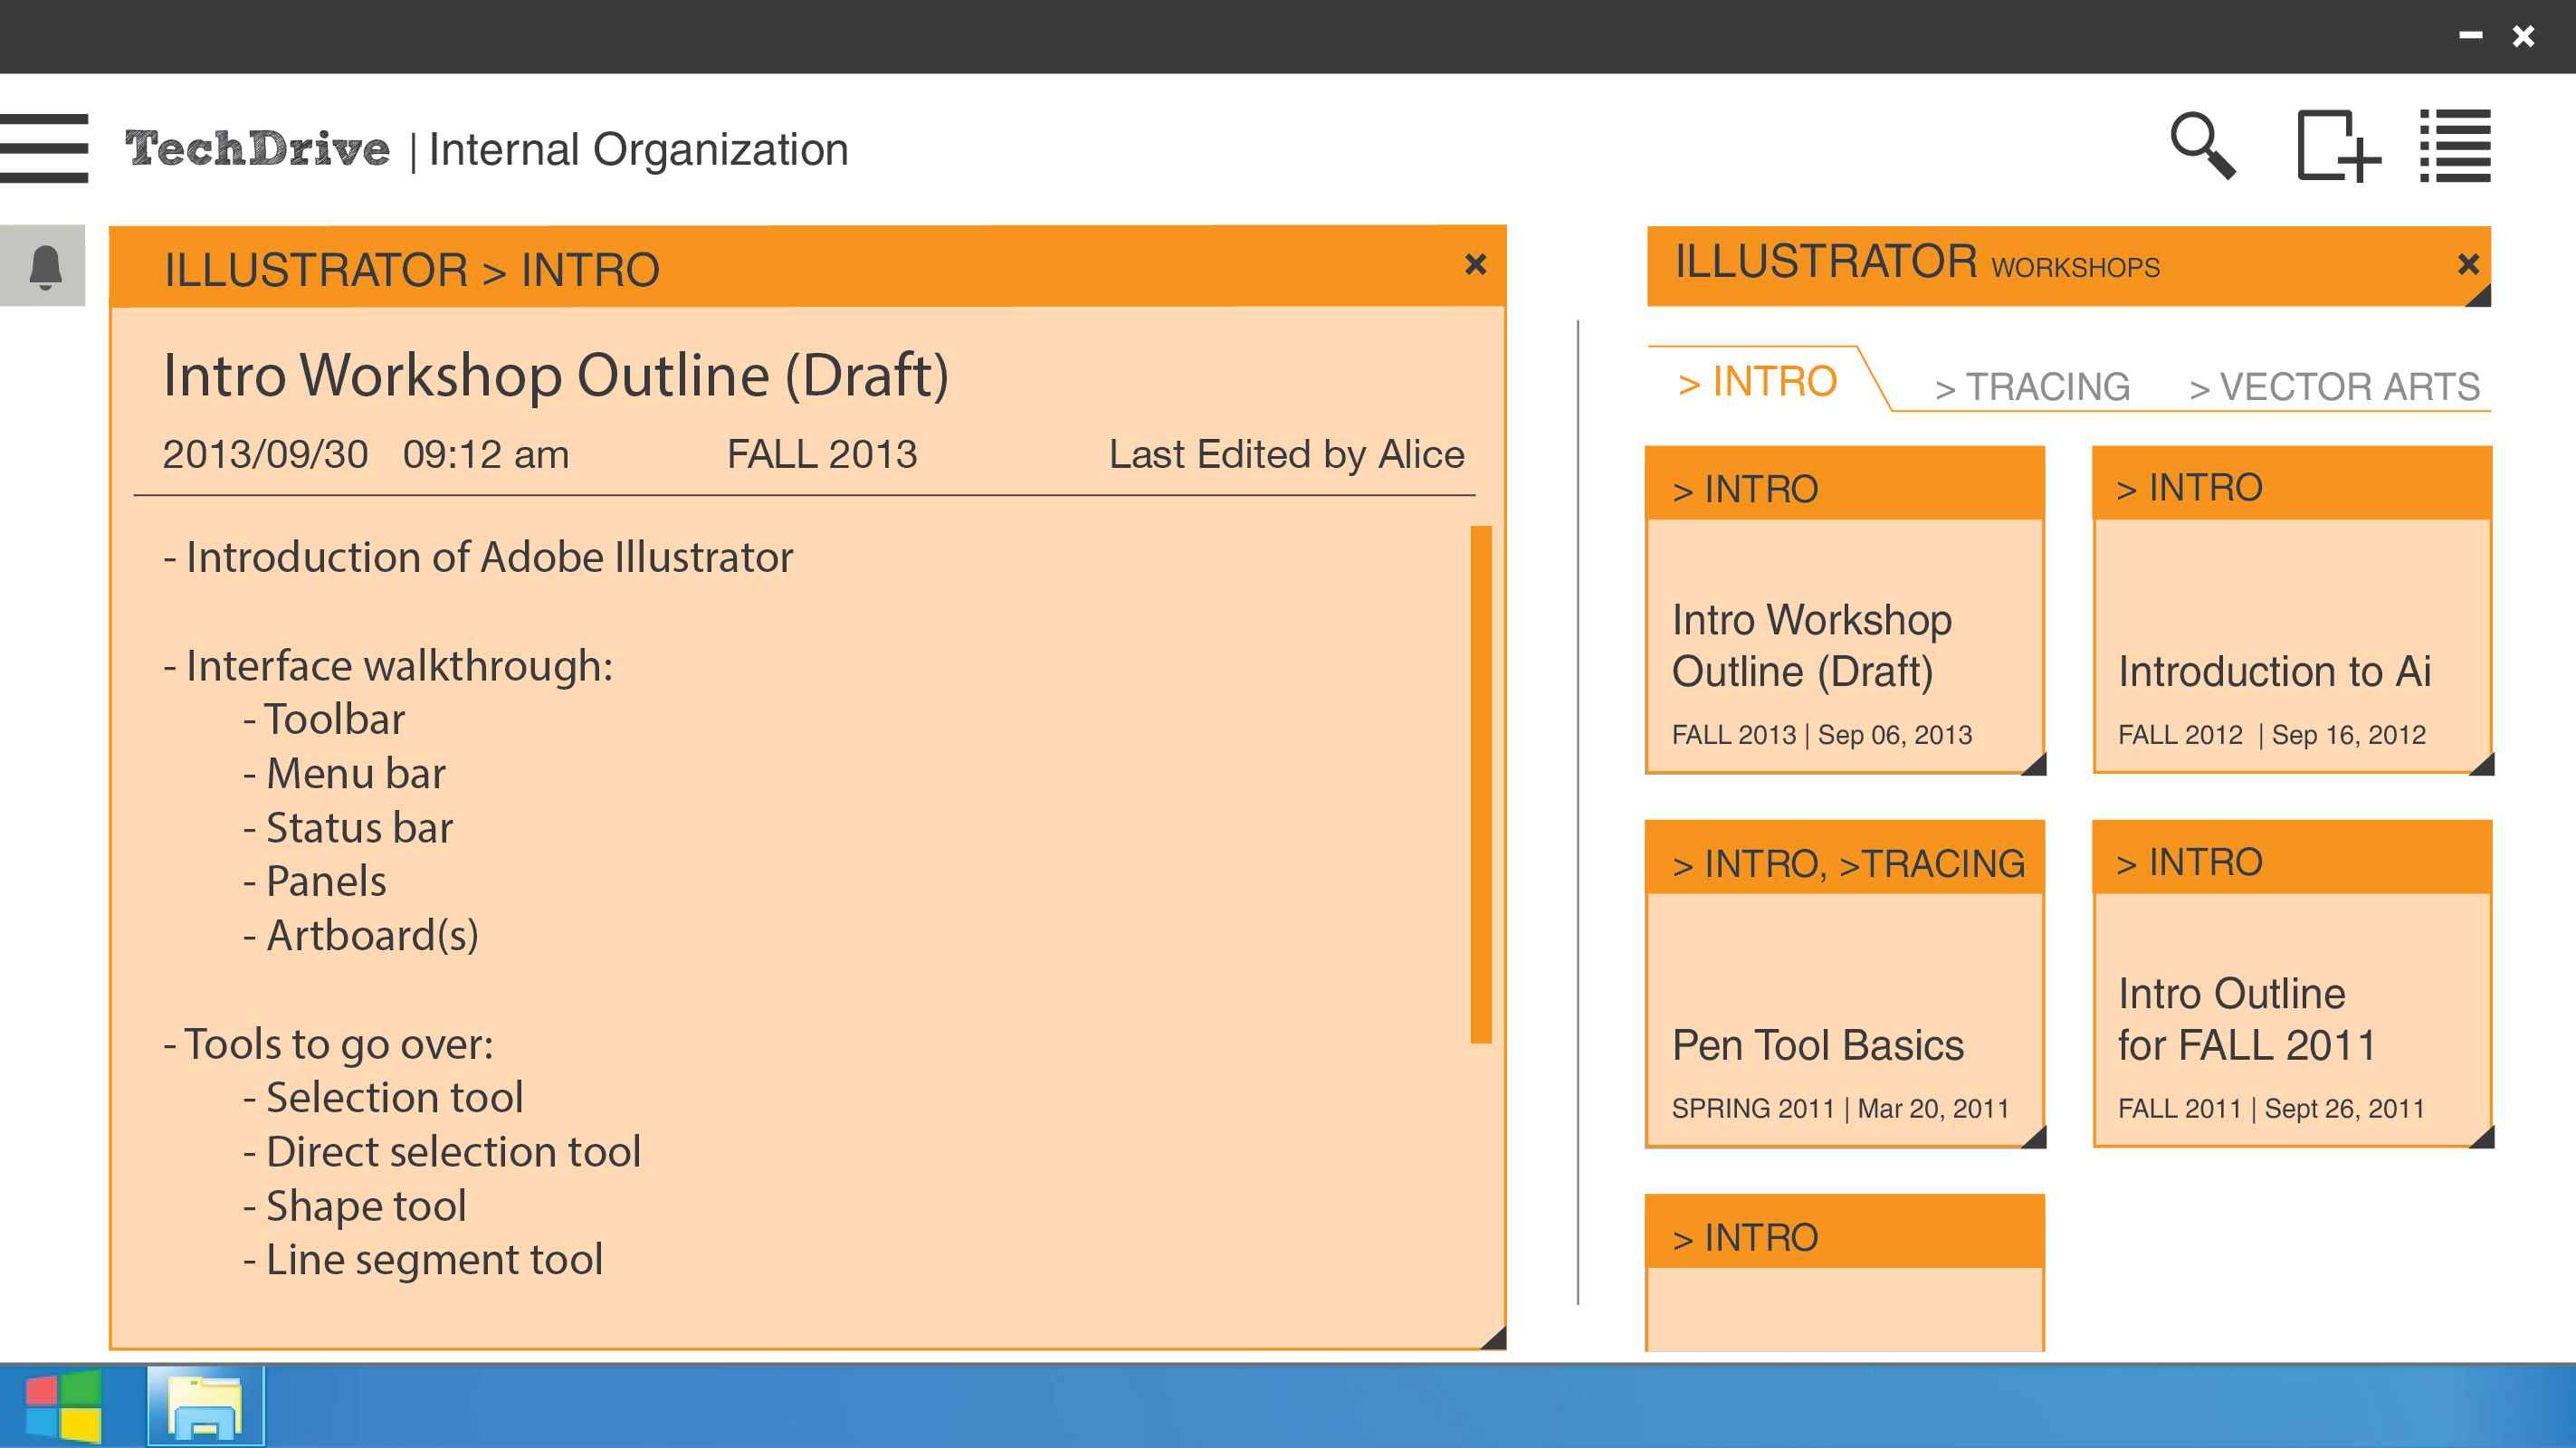 TechDrive | Internal Organization
ILLUSTRATOR > INTRO
Intro Workshop Outline (Draft)
2013/09/30 09:12 am FALL 2013 Last Edited by Alice
- Introduction of Adobe Illustrator
- Interface walkthrough:
- Toolbar
- Menu bar
- Status bar
- Panels
- Artboard(s)
- Tools to go over:
- Selection tool
- Direct selection tool
- Shape tool
- Line segment tool
ILLUSTRATOR WORKSHOPS
> INTRO > TRACING > VECTOR ARTS
> INTRO
Intro Workshop
Outline (Draft)
FALL 2013 | Sep 06, 2013
> INTRO
Introduction to Ai
FALL 2012 | Sep 16, 2012
> INTRO, >TRACING
Pen Tool Basics
SPRING 2011 | Mar 20, 2011
> INTRO
Intro Outline
for FALL 2011
FALL 2011 | Sept 26, 2011
> INTRO